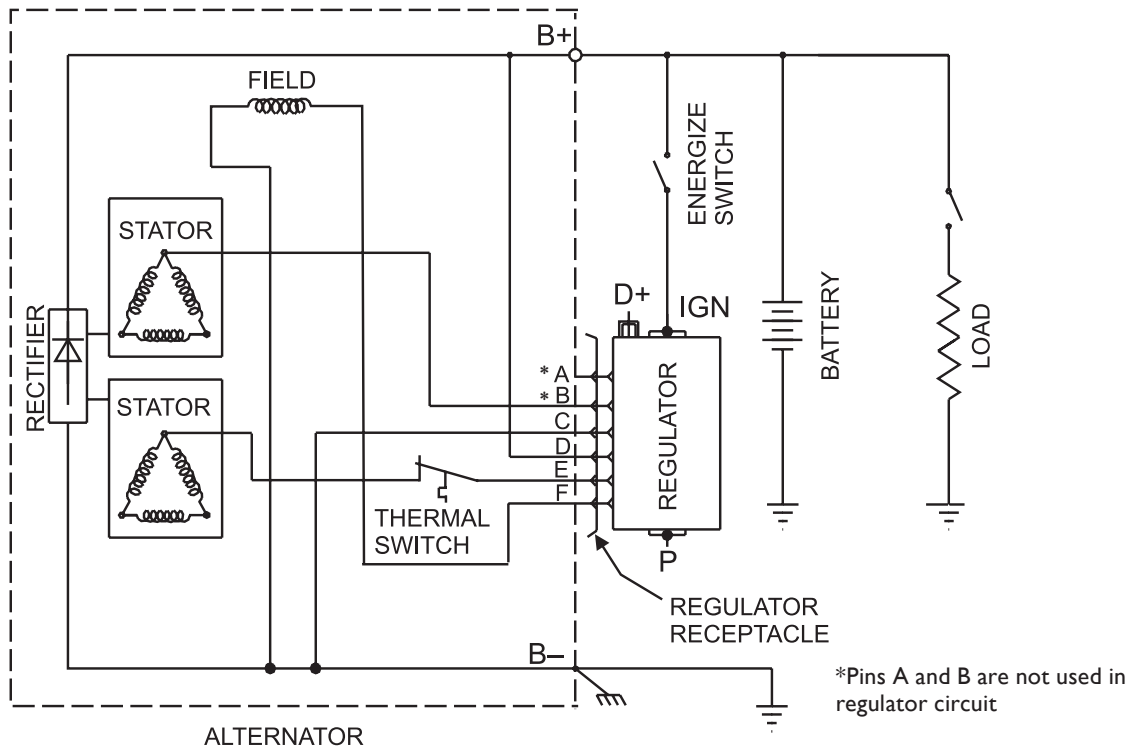 B+
FIELD
ENERGIZE
SWITCH
STATOR
RECTIFIER
STATOR
D+
IGN
BATTERY
LOAD
* A
* B
C
D
E
F
REGULATOR
THERMAL
SWITCH
P
REGULATOR
RECEPTACLE
B–
*Pins A and B are not used in
regulator circuit
ALTERNATOR